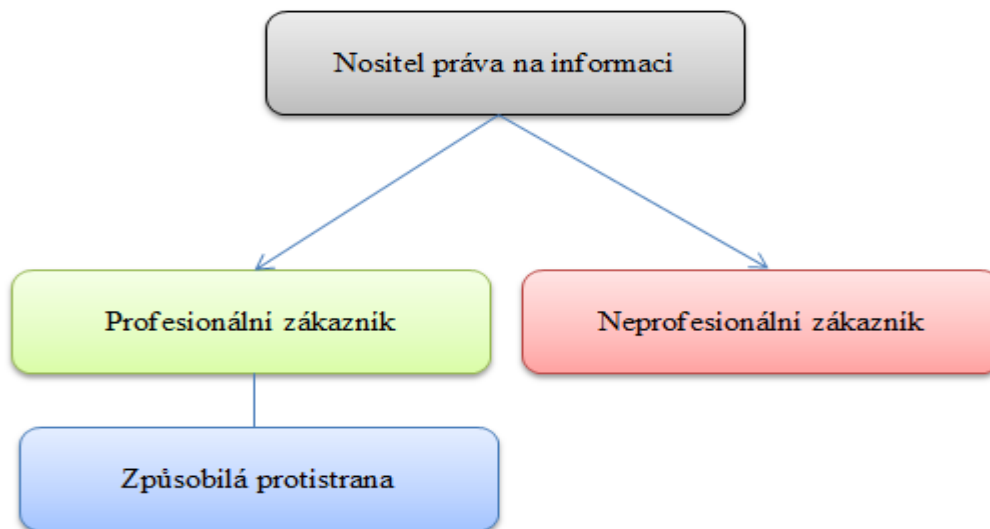 Nositel práva na informaci
Profesionální zákazník
Neprofesionální zákazník
Způsobilá protistrana